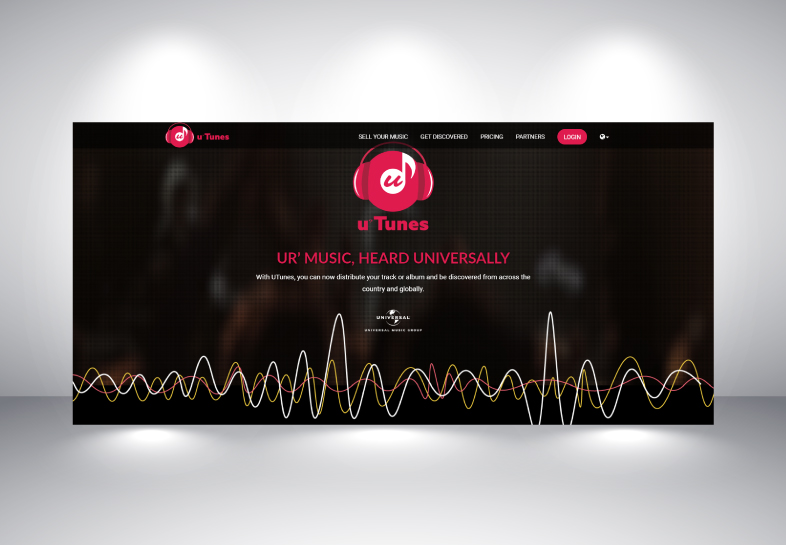 u Tunes
SELL YOUR MUSIC GET DISCOVERED PRICING PARTNERS LOGIN
u Tunes
UR' MUSIC, HEARD UNIVERSALLY
With UTunes, you can now distribute your track or album and be discovered from across the
country and globally.
UNIVERSAL
UNIVERSAL MUSIC GROUP